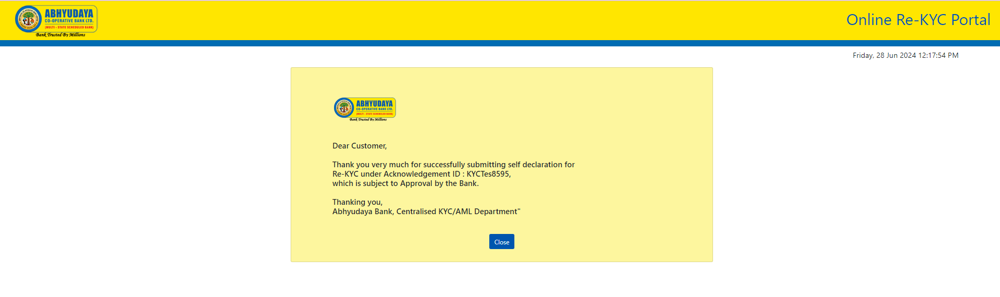 ABHYUDAYA
CO-OPERATIVE BANK LTD.
(MULTI - STATE SCHEDULED BANK)
Bank Trusted By Millions
Online Re-KYC Portal
Friday, 28 Jun 2024 12:17:54 PM
ABHYUDAYA
CO-OPERATIVE BANK LTD.
(MULTI - STATE SCHEDULED BANK)
Bank Trusted By Millions
Dear Customer,
Thank you very much for successfully submitting self declaration for
Re-KYC under Acknowledgement ID : KYCTes8595,
which is subject to Approval by the Bank.
Thanking you,
Abhyudaya Bank, Centralised KYC/AML Department"
Close